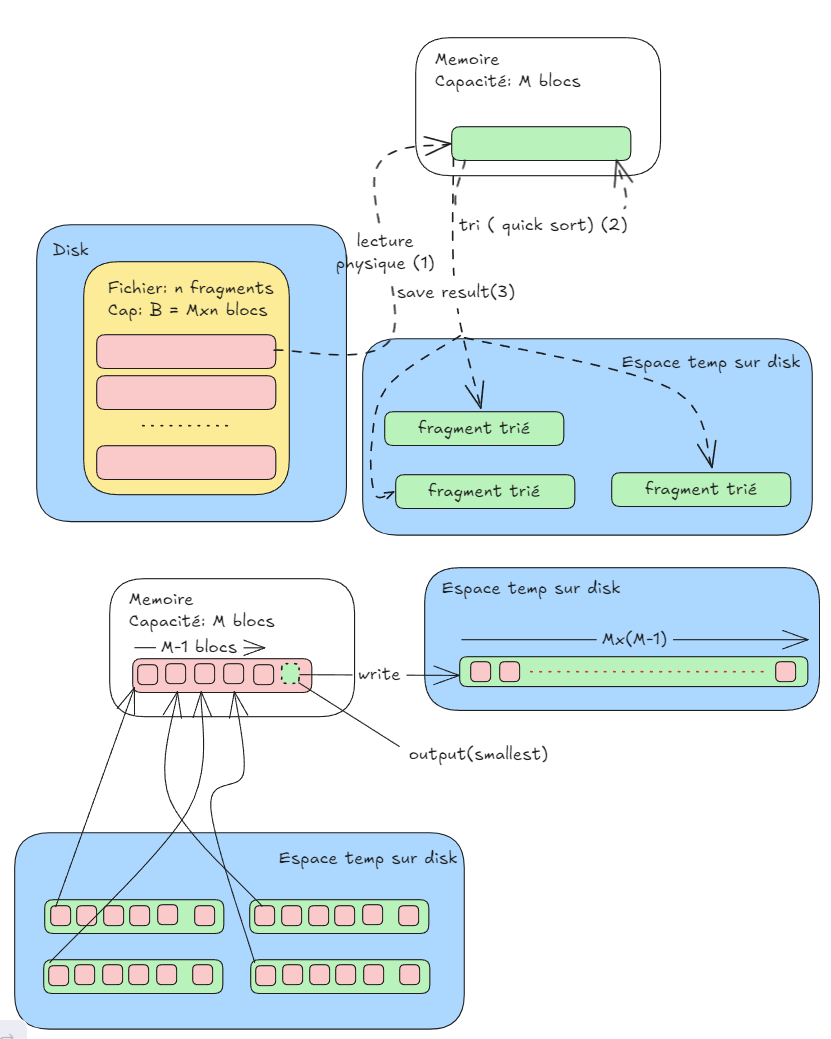 Memoire
Capacité: M blocs
tri ( quick sort) (2)
Disk
lecture
physique (1)
Fichier: n fragments
Cap: B = Mxn blocs
save result(3)
Espace temp sur disk
fragment trié
fragment trié
fragment trié
Memoire
Capacité: M blocs
M-1 blocs
Espace temp sur disk
Mx(M-1)
write
output(smallest)
Espace temp sur disk